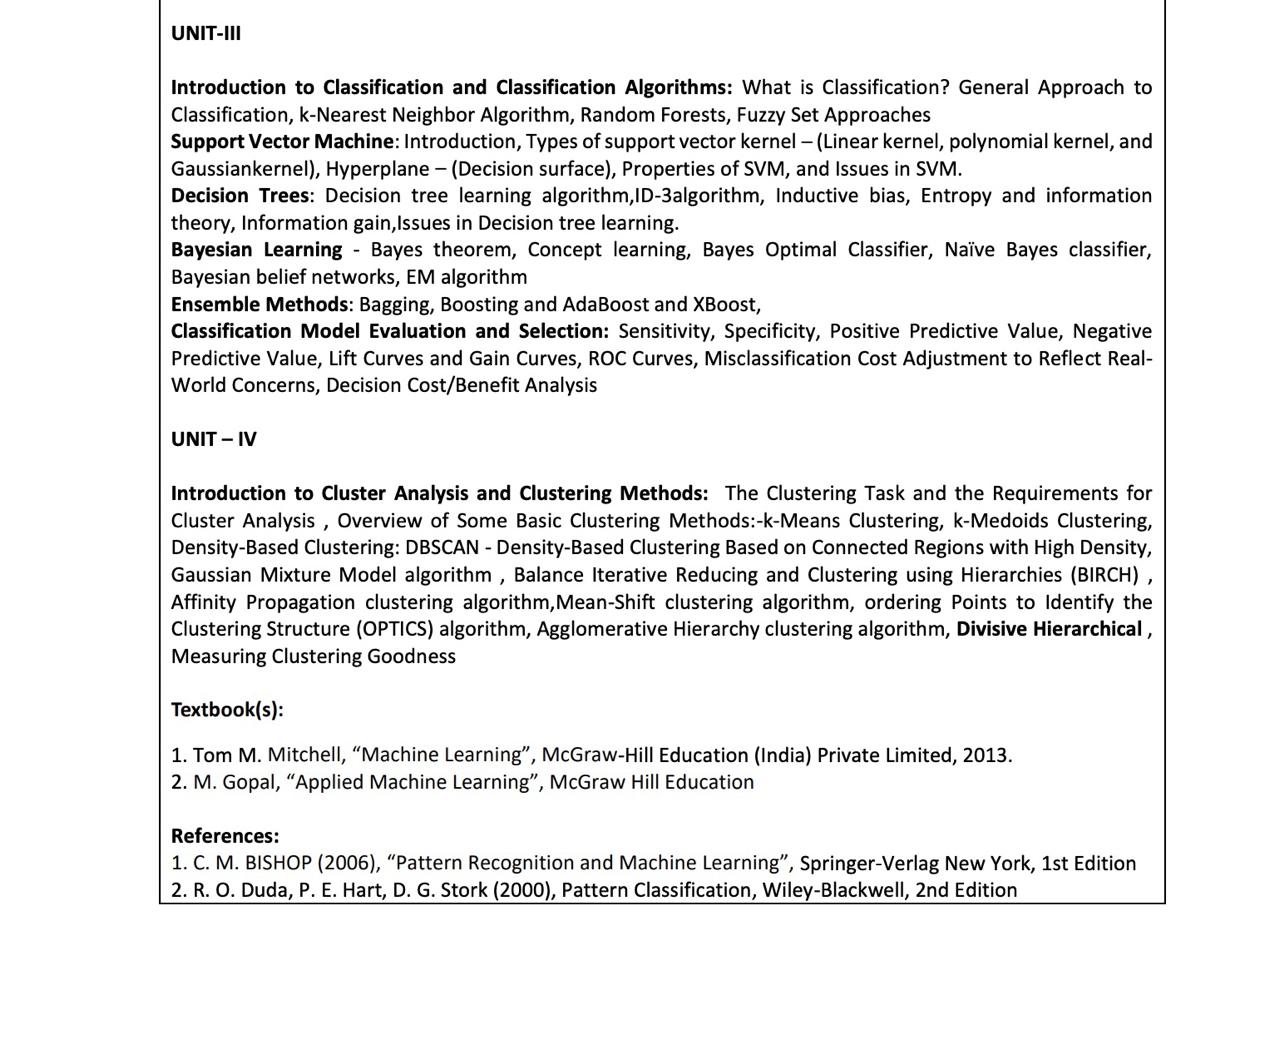 UNIT-III
Introduction to Classification and Classification Algorithms: What is Classification? General Approach to
Classification, k-Nearest Neighbor Algorithm, Random Forests, Fuzzy Set Approaches
Support Vector Machine: Introduction, Types of support vector kernel – (Linear kernel, polynomial kernel, and
Gaussiankernel), Hyperplane – (Decision surface), Properties of SVM, and Issues in SVM.
Decision Trees: Decision tree learning algorithm,ID-3algorithm, Inductive bias, Entropy and information
theory, Information gain,Issues in Decision tree learning.
Bayesian Learning - Bayes theorem, Concept learning, Bayes Optimal Classifier, Naïve Bayes classifier,
Bayesian belief networks, EM algorithm
Ensemble Methods: Bagging, Boosting and AdaBoost and XBoost,
Classification Model Evaluation and Selection: Sensitivity, Specificity, Positive Predictive Value, Negative
Predictive Value, Lift Curves and Gain Curves, ROC Curves, Misclassification Cost Adjustment to Reflect Real-
World Concerns, Decision Cost/Benefit Analysis
UNIT – IV
Introduction to Cluster Analysis and Clustering Methods: The Clustering Task and the Requirements for
Cluster Analysis , Overview of Some Basic Clustering Methods:-k-Means Clustering, k-Medoids Clustering,
Density-Based Clustering: DBSCAN - Density-Based Clustering Based on Connected Regions with High Density,
Gaussian Mixture Model algorithm , Balance Iterative Reducing and Clustering using Hierarchies (BIRCH) ,
Affinity Propagation clustering algorithm,Mean-Shift clustering algorithm, ordering Points to Identify the
Clustering Structure (OPTICS) algorithm, Agglomerative Hierarchy clustering algorithm, Divisive Hierarchical ,
Measuring Clustering Goodness
Textbook(s):
1. Tom M. Mitchell, “Machine Learning”, McGraw-Hill Education (India) Private Limited, 2013.
2. M. Gopal, “Applied Machine Learning”, McGraw Hill Education
References:
1. C. M. BISHOP (2006), “Pattern Recognition and Machine Learning”, Springer-Verlag New York, 1st Edition
2. R. O. Duda, P. E. Hart, D. G. Stork (2000), Pattern Classification, Wiley-Blackwell, 2nd Edition